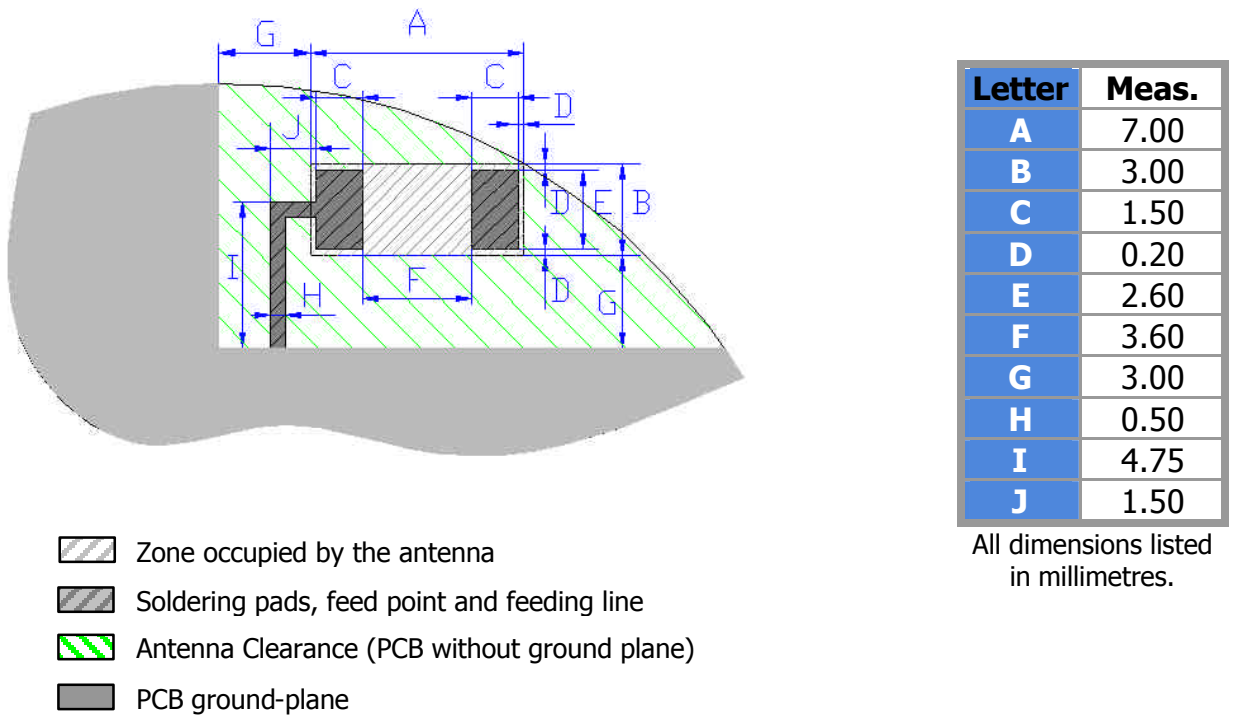 G
A
C
C
D
J
D
E
B
I
F
H
D
G
Letter Meas.
A 7.00
B 3.00
C 1.50
D 0.20
E 2.60
F 3.60
G 3.00
H 0.50
I 4.75
J 1.50
All dimensions listed
in millimetres.
Zone occupied by the antenna
Soldering pads, feed point and feeding line
Antenna Clearance (PCB without ground plane)
PCB ground-plane